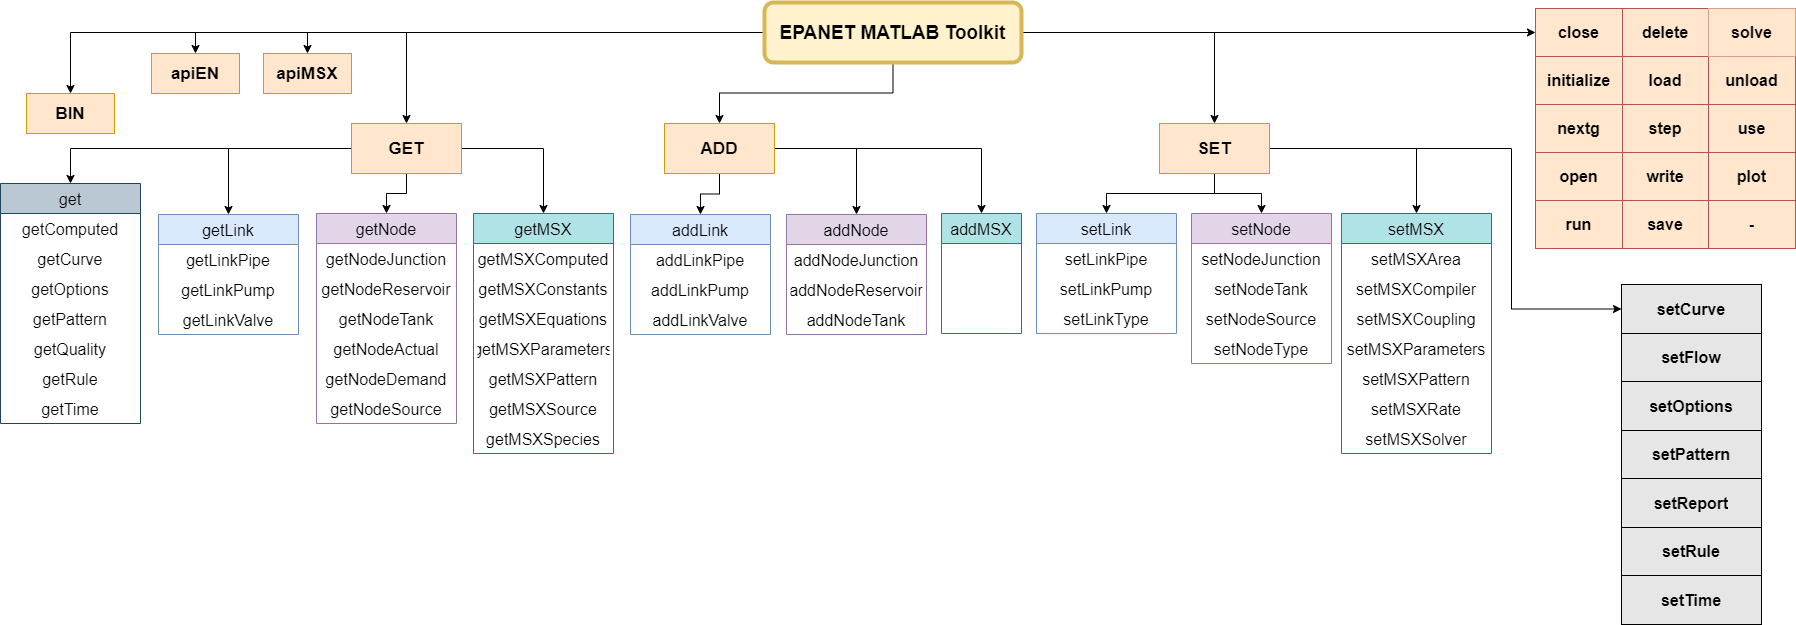 EPANET MATLAB Toolkit
BIN
apiEN
apiMSX
GET
ADD
SET
get
getComputed
getCurve
getOptions
getPattern
getQuality
getRule
getTime
getLink
getLinkPipe
getLinkPump
getLinkValve
getNode
getNodeJunction
getNodeReservoir
getNodeTank
getNodeActual
getNodeDemand
getNodeSource
getMSX
getMSXComputed
getMSXConstants
getMSXEquations
getMSXParameters
getMSXPattern
getMSXSource
getMSXSpecies
addLink
addLinkPipe
addLinkPump
addLinkValve
addNode
addNodeJunction
addNodeReservoir
addNodeTank
addMSX
setLink
setLinkPipe
setLinkPump
setLinkType
setNode
setNodeJunction
setNodeTank
setNodeSource
setNodeType
setMSX
setMSXArea
setMSXCompiler
setMSXCoupling
setMSXParameters
setMSXPattern
setMSXRate
setMSXSolver
close delete solve
initialize load unload
nextg step use
open write plot
run save -
setCurve
setFlow
setOptions
setPattern
setReport
setRule
setTime